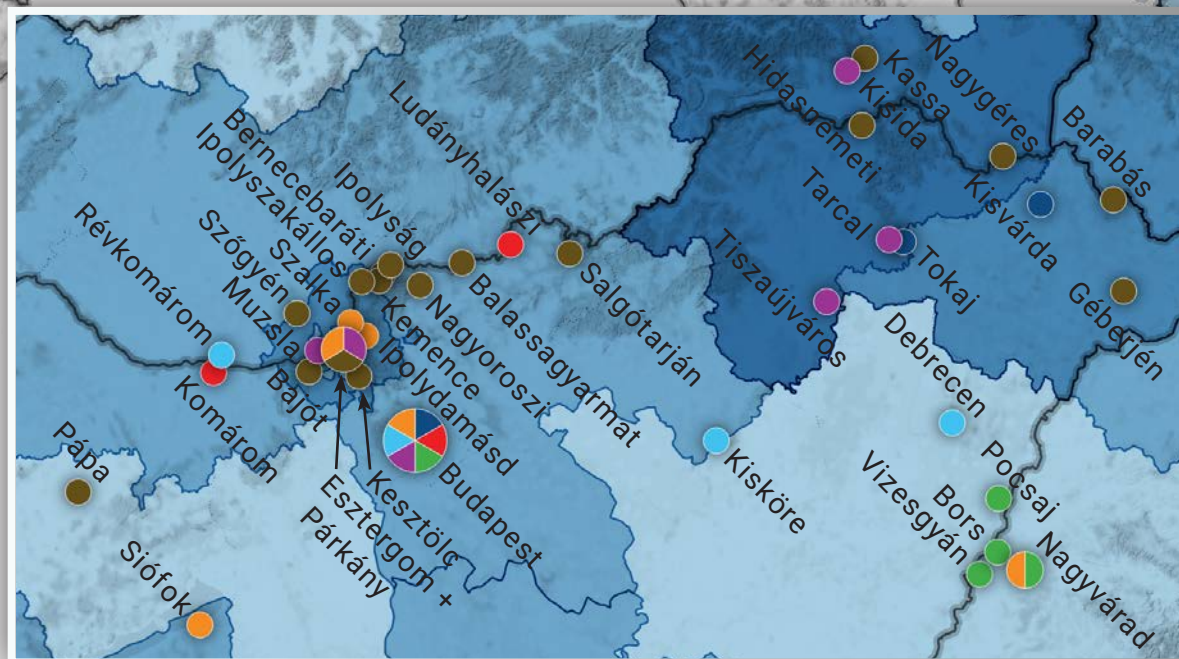 Hidasnémeti
Kassa
Kisida
Nagygéres
Barabás
Ludányhalászi
Bernecebaráti
Ipolyszakállos
Ipolyság
Szalka
Szőgyén
Muzsla
Révkomárom
Komárom
Bajót
Tarcal
Tokaj
Kisvárda
Géberjén
Tiszaújváros
Salgótarján
Balassagyarmat
Nagyoroszi
Kemence
Ipolydamásd
Debrecen
Pápa
Budapest
Kesztölc
Esztergom +
Párkány
Kisköre
Pocsaj
Bors
Vizesgyán
Nagyvárad
Siófok